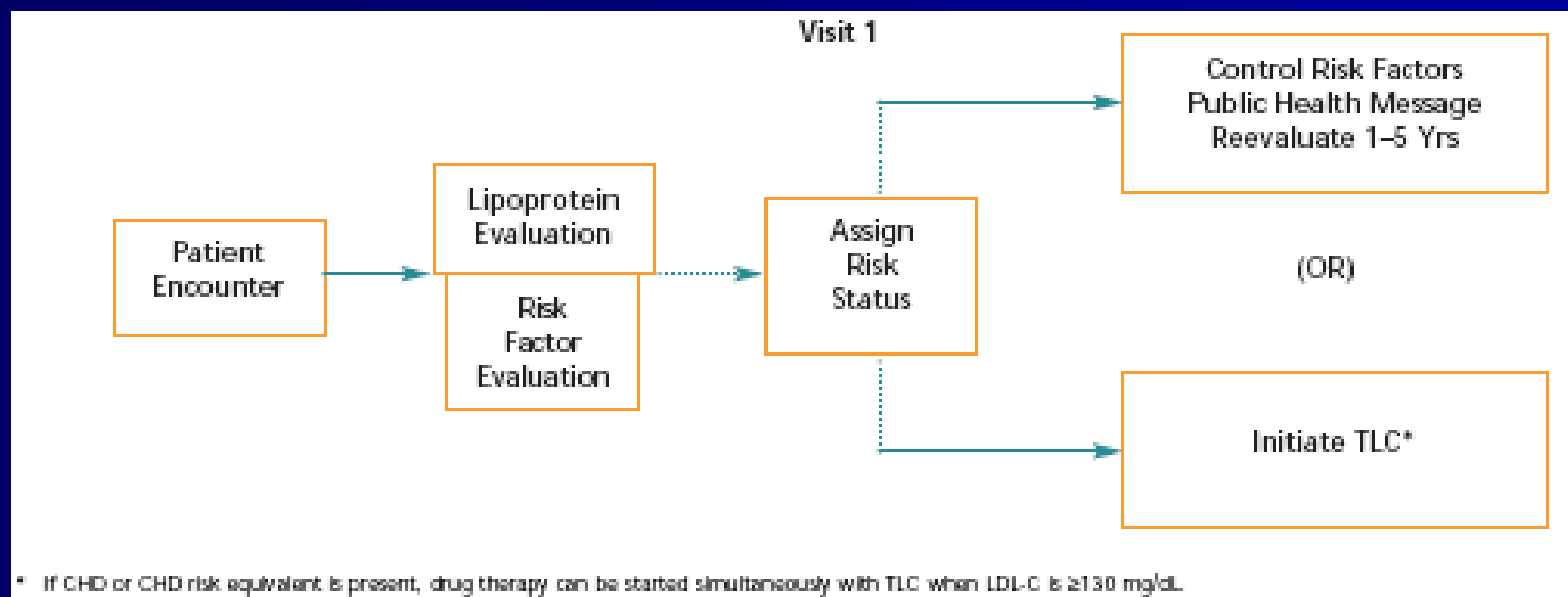 Visit 1
Patient
Encounter
Lipoprotein
Evaluation
Risk
Factor
Evaluation
Assign
Risk
Status
Control Risk Factors
Public Health Message
Reevaluate 1–5 Yrs
(OR)
Initiate TLC*
* If CHD or CHD risk equivalent is present, drug therapy can be started simultaneously with TLC when LDL-C is ≥130 mg/dL.